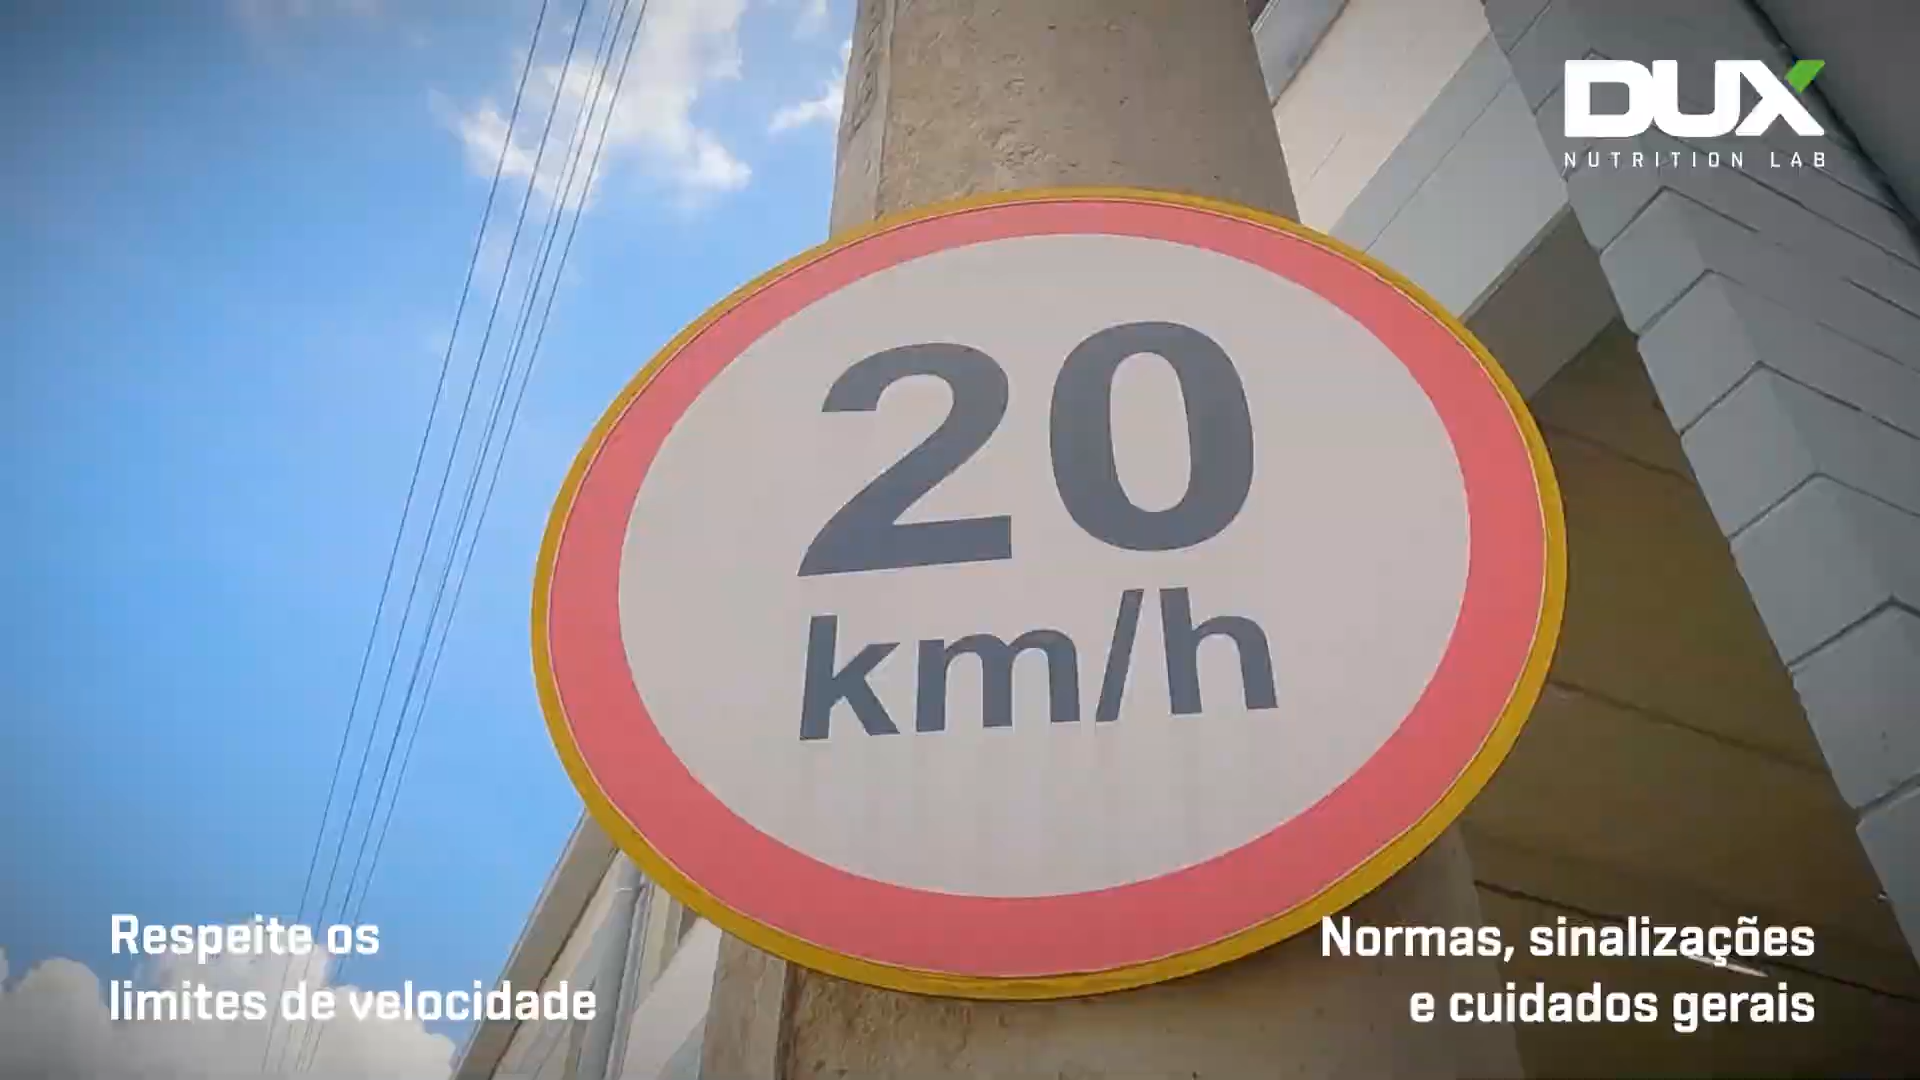 DUX
NUTRITION LAB
20
km/h
Respeite os
limites de velocidade
Normas, sinalizações
e cuidados gerais